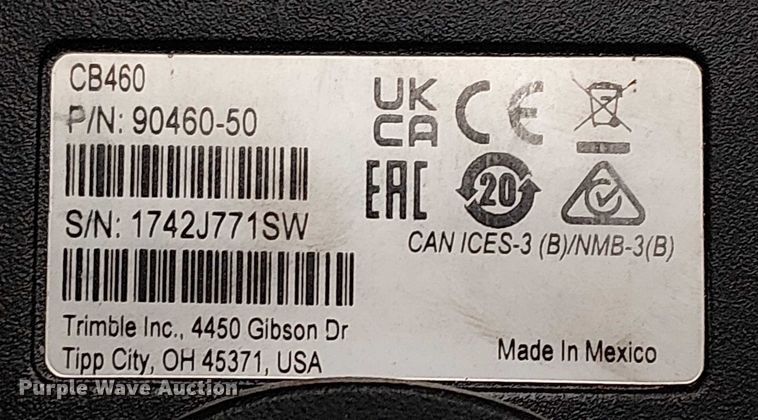 CB460
P/N: 90460-50
S/N: 1742J771SW
Trimble Inc., 4450 Gibson Dr
Tipp City, OH 45371, USA
UK
CA
CE
EAC
20
CAN ICES-3 (B)/NMB-3(B)
Made In Mexico
Purple Wave Auction